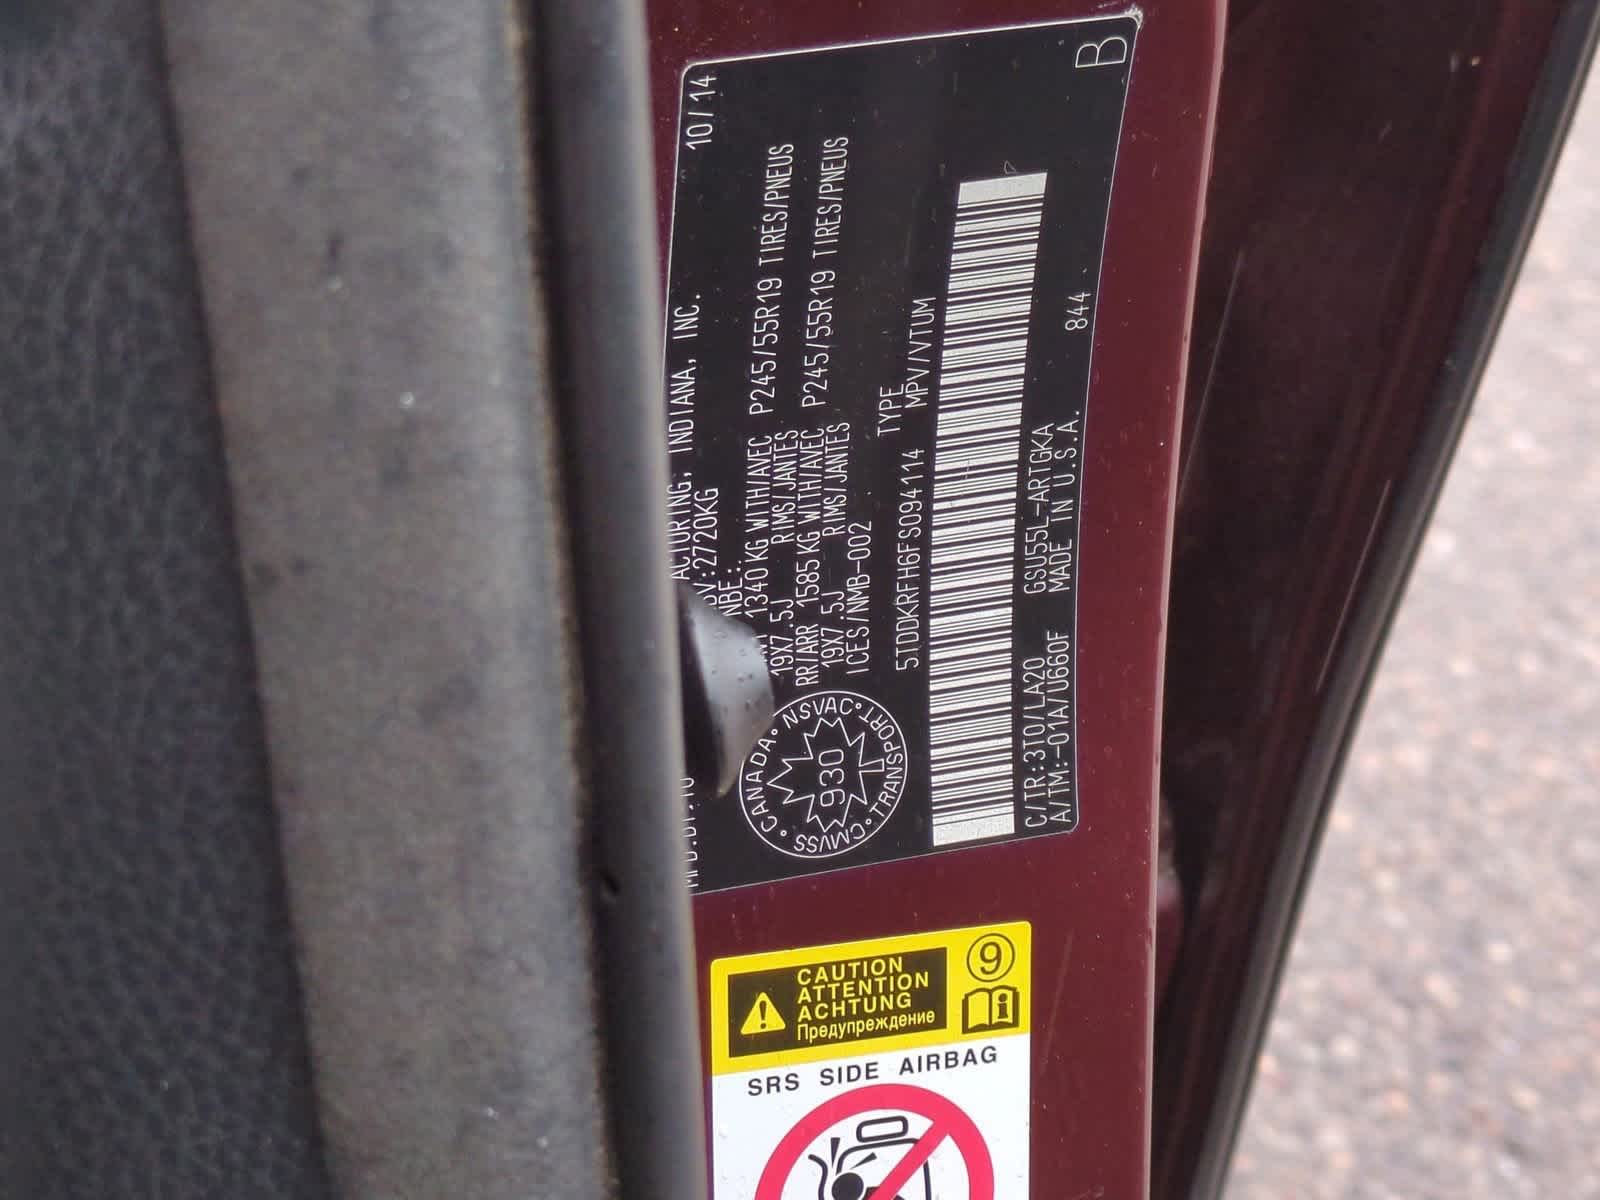 10/14
ACTURING, INDIANA, INC.
:2720KG
1340 KG WITH/AVEC P245/55R19 TIRES/PNEUS
19X7.5J RIMS/JANTES
RR/ARR 1585 KG WITH/AVEC P245/55R19 TIRES/PNEUS
19X7.5J RIMS/JANTES
ICES/NMB-002
5TDDKRFH6FS094114 TYPE MPV/VTUM
C/TR:3T0/LA20 GSU55L-ARTGKA 844
A/TM:-01A/U660F MADE IN U.S.A.
B
CANADA • NSVAC • TRANSPORT • CMVSS •
930
CAUTION
ATTENTION
ACHTUNG
Предупреждение
9
i
SRS SIDE AIRBAG